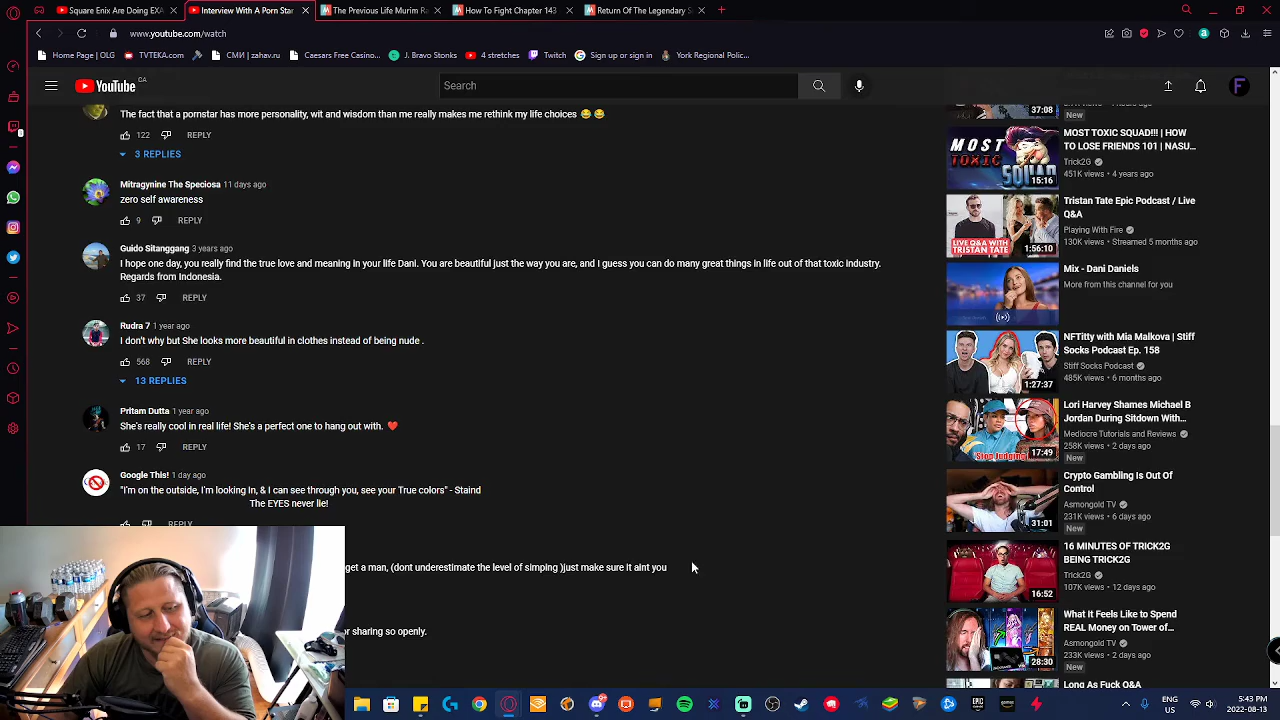 Square Enix Are Doing EXA
Interview With A Porn Star
The Previous Life Murim Ra
How To Fight Chapter 143
Return Of The Legendary S
www.youtube.com/watch
Home Page | OLG
TVTEKA.com
СМИ | zahav.ru
Caesars Free Casino...
J. Bravo Stonks
4 stretches
Twitch
Sign up or sign in
York Regional Polic...
YouTube CA
Search
F
The fact that a pornstar has more personality, wit and wisdom than me really makes me rethink my life choices 😂 😂
122 REPLY
3 REPLIES
Mitragynine The Speciosa 11 days ago
zero self awareness
9 REPLY
Guido Sitanggang 3 years ago
I hope one day, you really find the true love and meaning in your life Dani. You are beautiful just the way you are, and I guess you can do many great things in life out of that toxic industry.
Regards from Indonesia.
37 REPLY
Rudra 7 1 year ago
I don't why but She looks more beautiful in clothes instead of being nude .
568 REPLY
13 REPLIES
Pritam Dutta 1 year ago
She's really cool in real life! She's a perfect one to hang out with. ❤️
17 REPLY
Google This! 1 day ago
"I'm on the outside, I'm looking in, & I can see through you, see your True colors" - Staind
The EYES never lie!
REPLY
get a man, (dont underestimate the level of simping )just make sure it aint you
or sharing so openly.
37:08
New
MOST TOXIC SQUAD!!! | HOW
TO LOSE FRIENDS 101 | NASU...
Trick2G
451K views • 4 years ago
MOST
TOXIC
SQUAD
15:16
Tristan Tate Epic Podcast / Live
Q&A
Playing With Fire
130K views • Streamed 5 months ago
LIVE Q&A WITH
TRISTAN TATE
1:56:10
Mix - Dani Daniels
More from this channel for you
NFTitty with Mia Malkova | Stiff
Socks Podcast Ep. 158
Stiff Socks Podcast
485K views • 6 months ago
1:27:37
Lori Harvey Shames Michael B
Jordan During Sitdown With...
Mediocre Tutorials and Reviews
258K views • 2 days ago
New
Stop Judging
17:49
Crypto Gambling Is Out Of
Control
Asmongold TV
231K views • 6 days ago
New
31:01
16 MINUTES OF TRICK2G
BEING TRICK2G
Trick2G
107K views • 12 days ago
16:52
What It Feels Like to Spend
REAL Money on Tower of...
Asmongold TV
233K views • 2 days ago
New
28:30
Long As Fuck Q&A
ENG
US
5:43 PM
2022-08-13